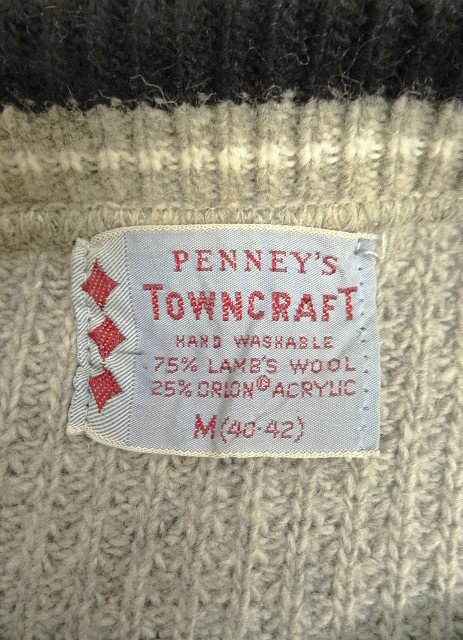 PENNEY'S
TOWNCRAFT
HAND WASHABLE
75% LAMB'S WOOL
25% ORLON® ACRYLIC
M (40-42)